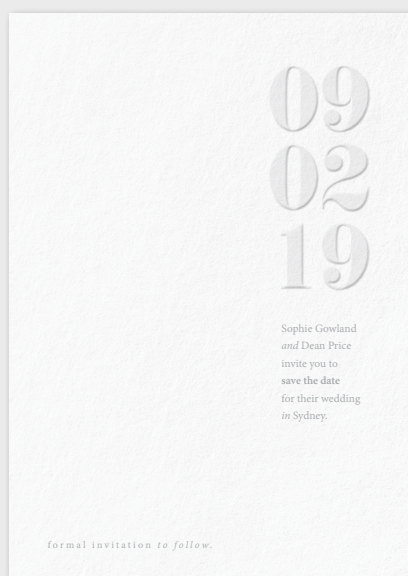 09
02
19
Sophie Gowland
and Dean Price
invite you to
save the date
for their wedding
in Sydney.
formal invitation to follow.